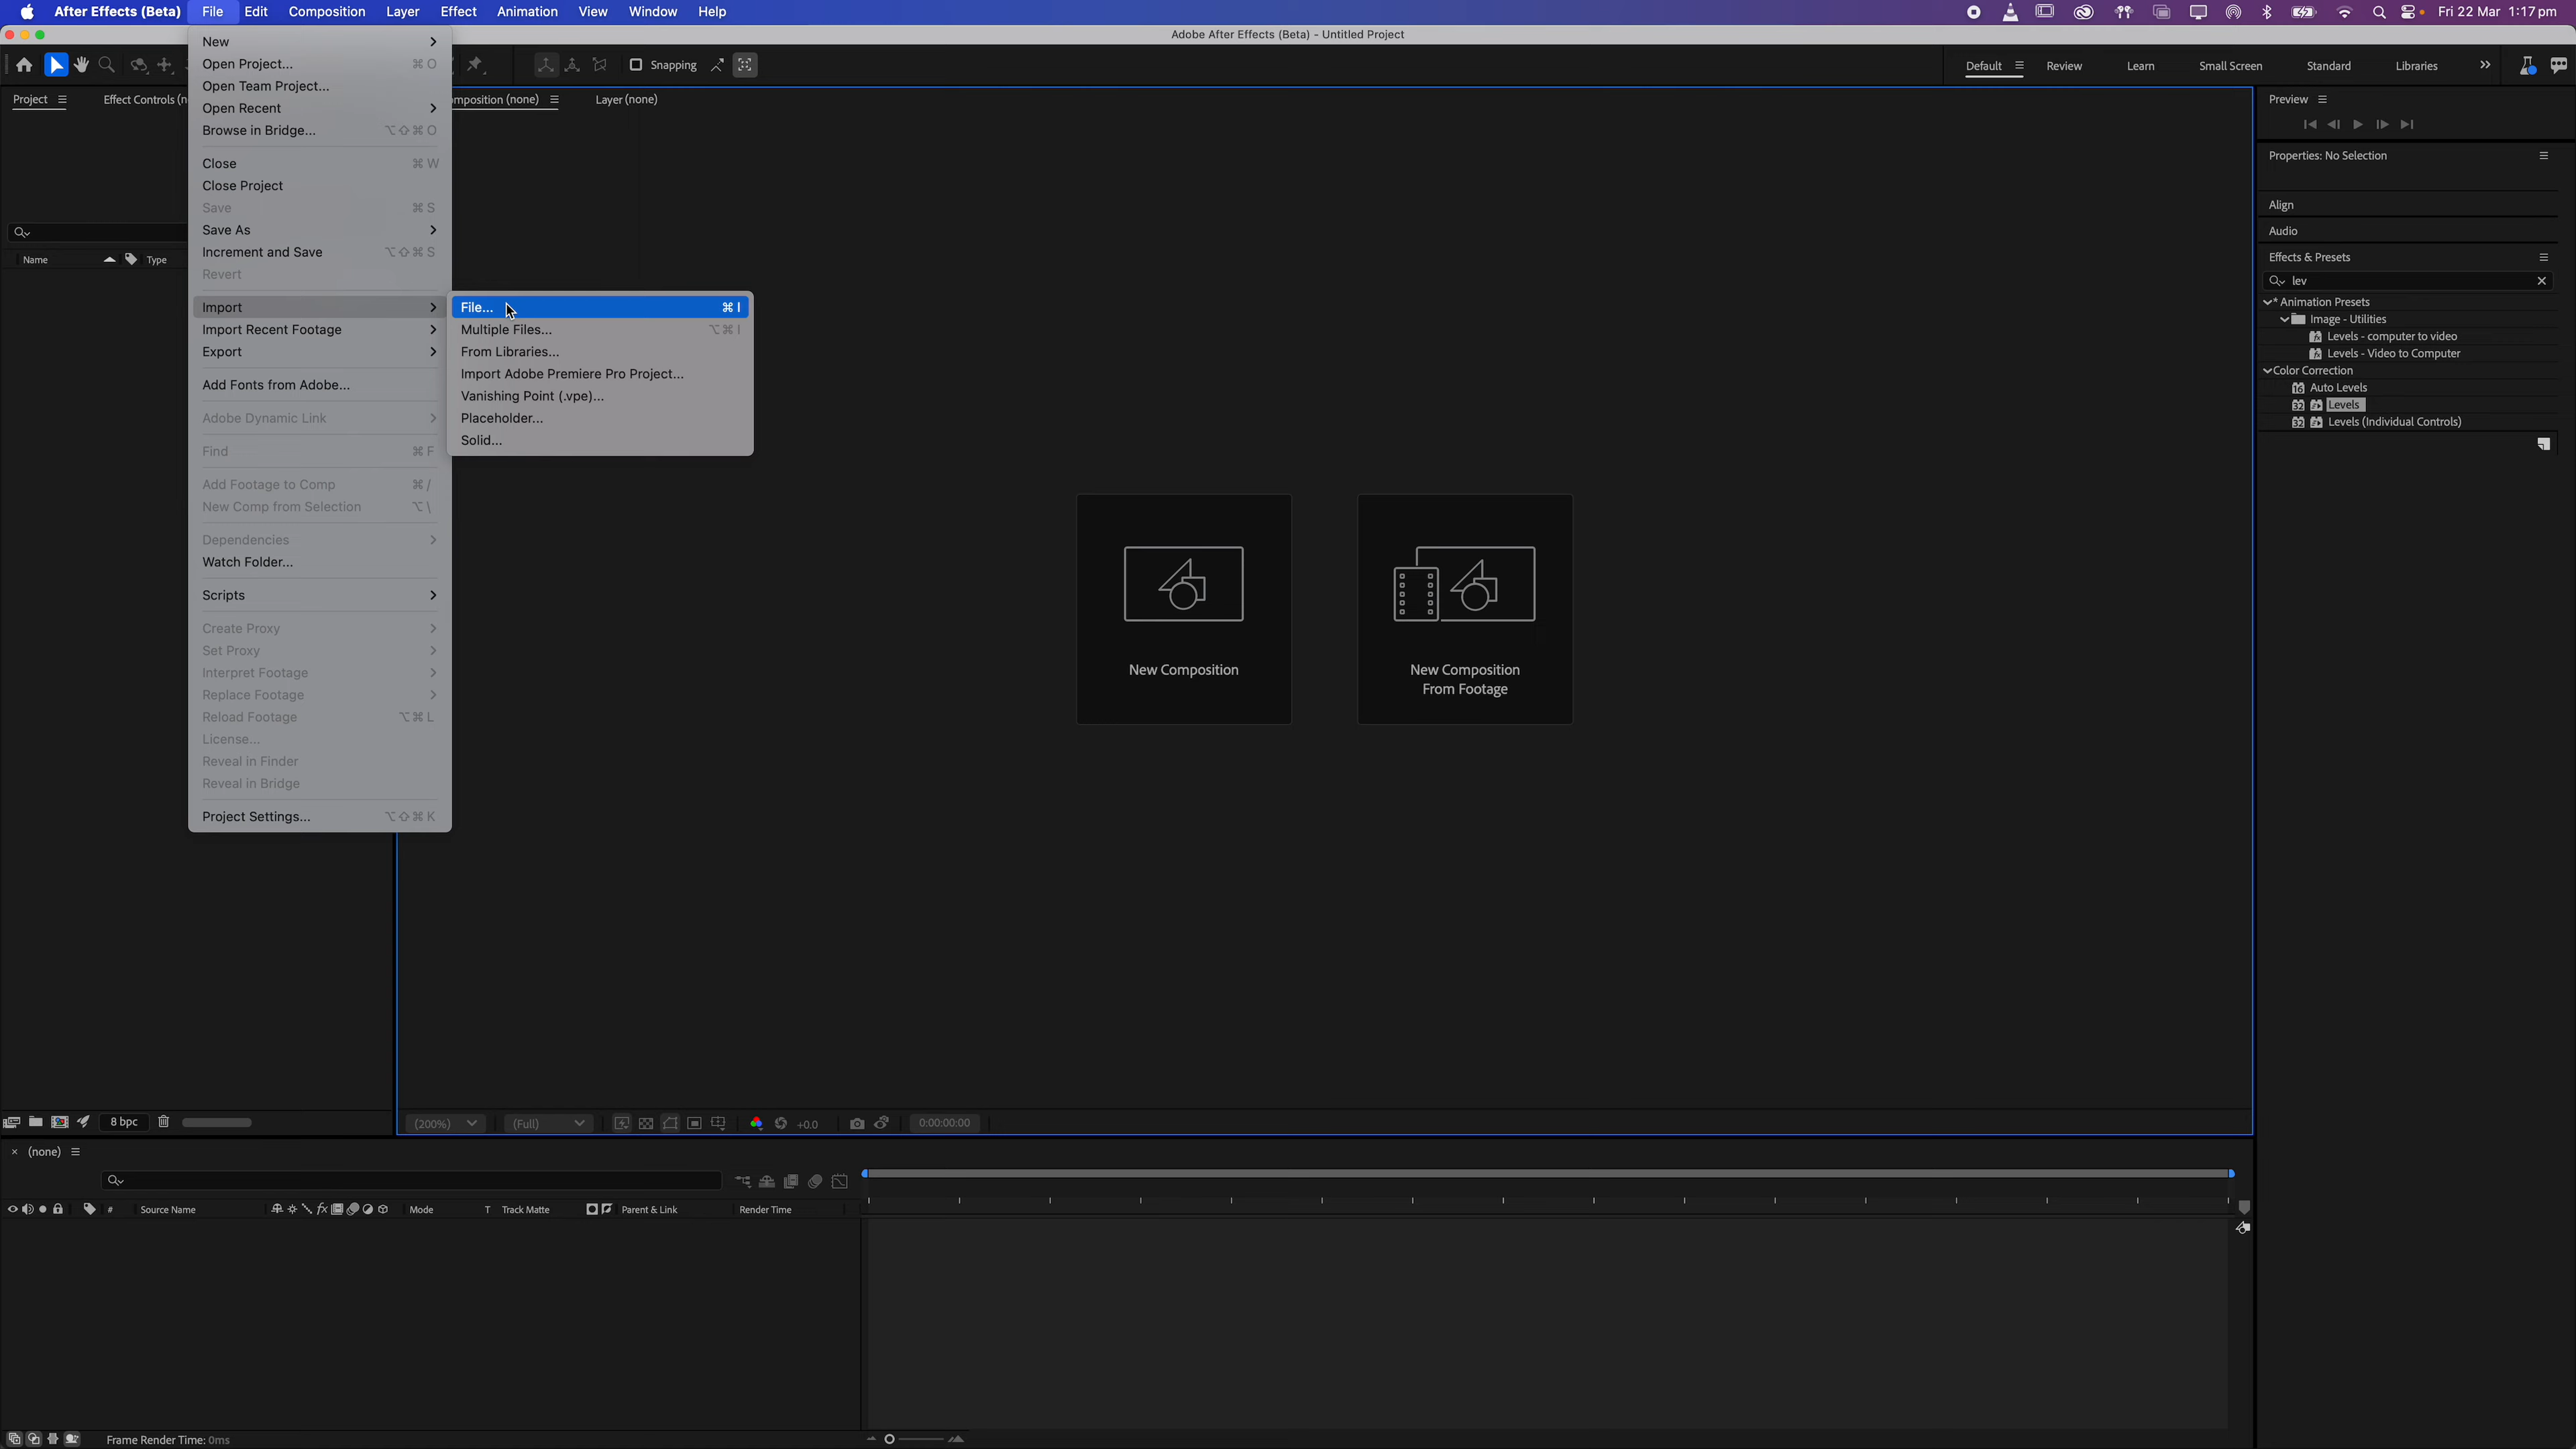 After Effects (Beta) File Edit Composition Layer Effect Animation View Window Help Fri 22 Mar 1:17pm
Adobe After Effects (Beta) - Untitled Project
Snapping Default Review Learn Small Screen Standard Libraries
Project Effect Controls (n omposition (none) Layer (none)
Name Type
New
Open Project... ⌘ O
Open Team Project...
Open Recent
Browse in Bridge... ⌥⇧⌘ O
Close ⌘ W
Close Project
Save ⌘ S
Save As
Increment and Save ⌥⇧⌘ S
Revert
Import
Import Recent Footage
Export
Add Fonts from Adobe...
Adobe Dynamic Link
Find ⌘ F
Add Footage to Comp ⌘ /
New Comp from Selection ⌥ \
Dependencies
Watch Folder...
Scripts
Create Proxy
Set Proxy
Interpret Footage
Replace Footage
Reload Footage ⌥⌘ L
License...
Reveal in Finder
Reveal in Bridge
Project Settings... ⌥⇧⌘ K
File... ⌘ I
Multiple Files... ⌥⌘ I
From Libraries...
Import Adobe Premiere Pro Project...
Vanishing Point (.vpe)...
Placeholder...
Solid...
New Composition
New Composition
From Footage
Preview
Properties: No Selection
Align
Audio
Effects & Presets
lev
* Animation Presets
Image - Utilities
Levels - computer to video
Levels - Video to Computer
Color Correction
16 Auto Levels
32 Levels
32 Levels (Individual Controls)
8 bpc (200%) (Full) +0.0 0:00:00:00
× (none)
# Source Name fx Mode T Track Matte Parent & Link Render Time
Frame Render Time: 0ms